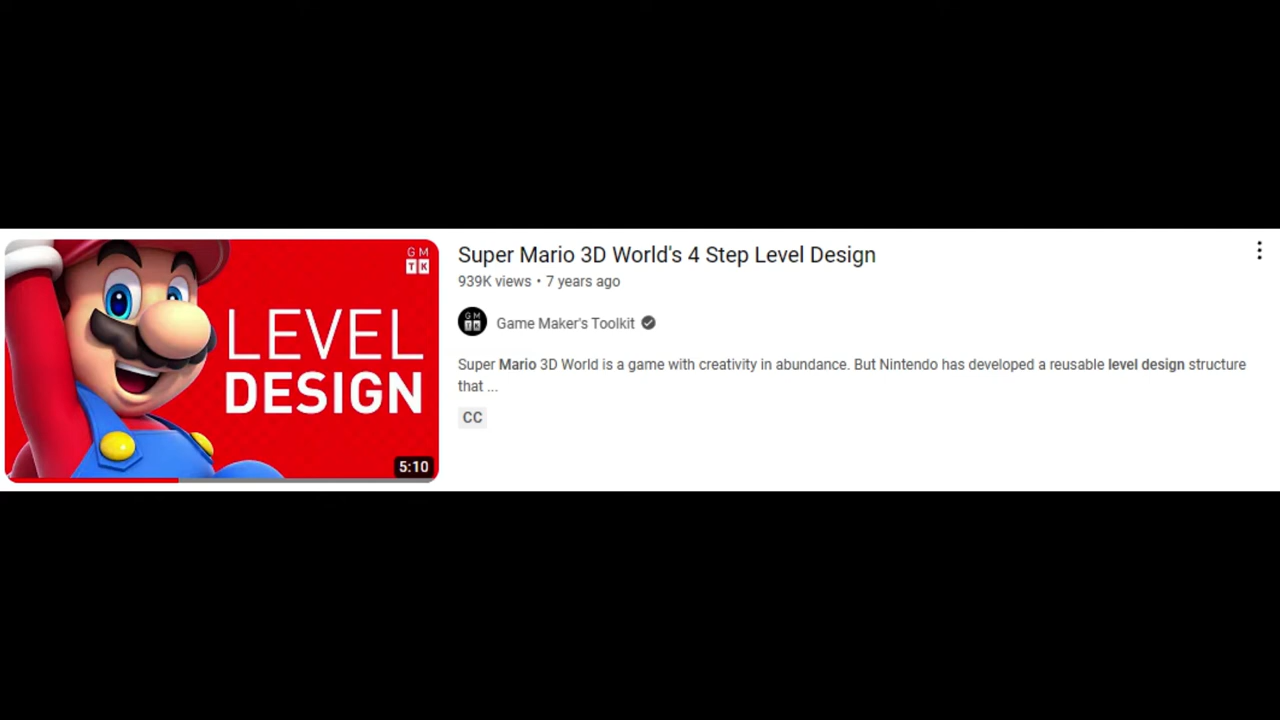 G M
T K
LEVEL
DESIGN
5:10
Super Mario 3D World's 4 Step Level Design
939K views • 7 years ago
G M
T K
Game Maker's Toolkit
Super Mario 3D World is a game with creativity in abundance. But Nintendo has developed a reusable level design structure
that ...
CC